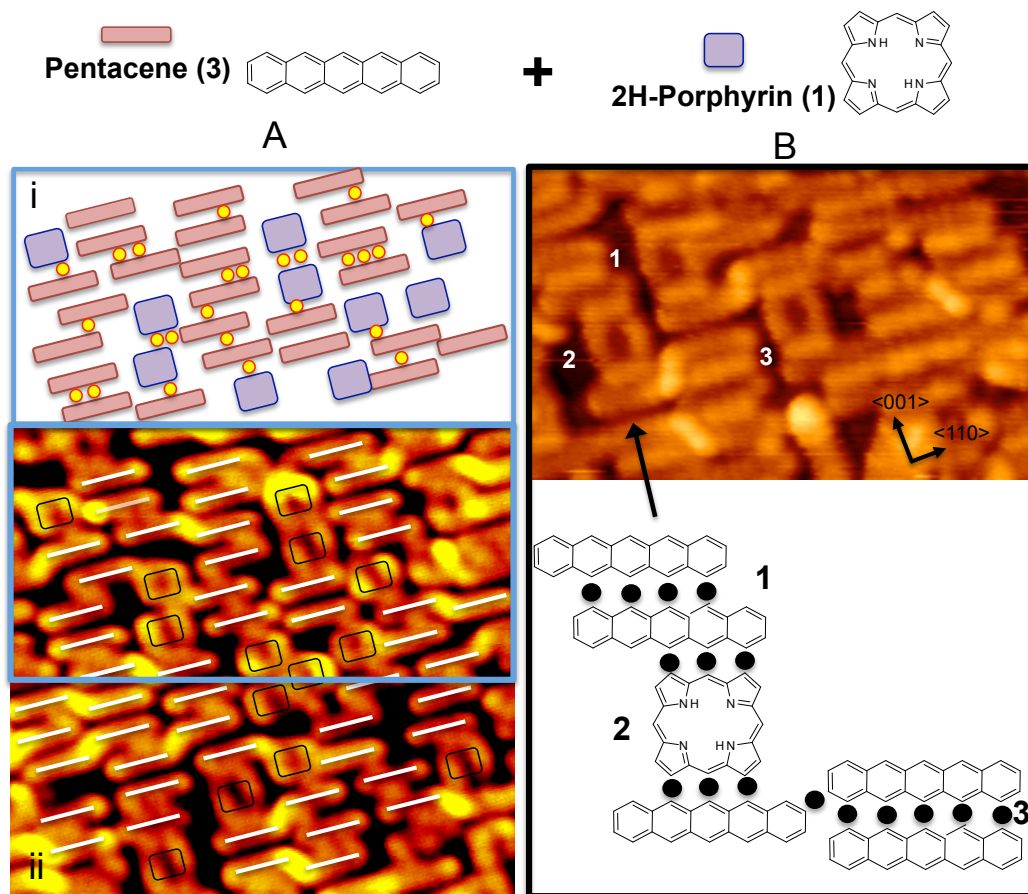 Pentacene (3)
+
2H-Porphyrin (1)
NH
N
N
HN
A
B
i
ii
1
2
3
<001>
<110>
1
2
3
NH
N
N
HN